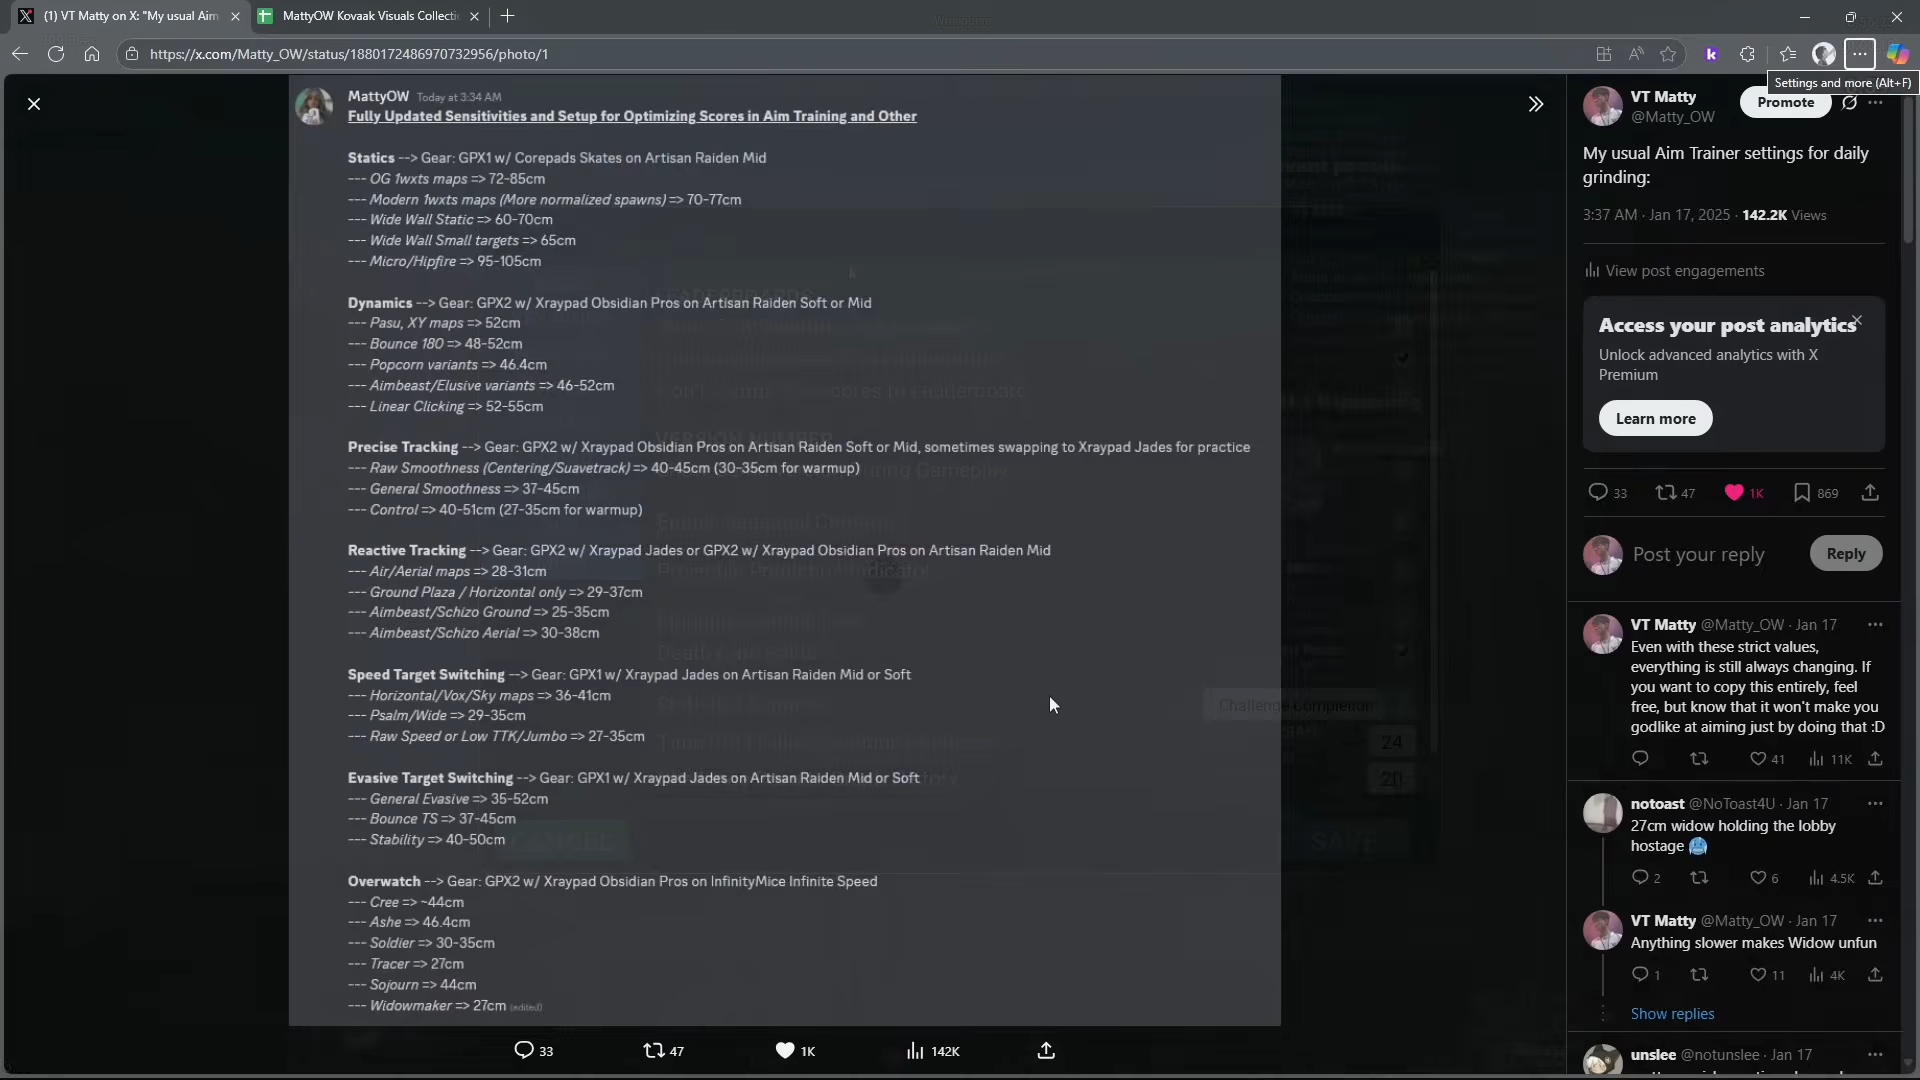 (1) VT Matty on X: "My usual Aim
MattyOW Kovaak Visuals Collecti
https://x.com/Matty_OW/status/1880172486970732956/photo/1
Settings and more (Alt+F)
MattyOW Today at 3:34 AM
Fully Updated Sensitivities and Setup for Optimizing Scores in Aim Training and Other
Statics --> Gear: GPX1 w/ Corepads Skates on Artisan Raiden Mid
--- OG 1wxts maps => 72-85cm
--- Modern 1wxts maps (More normalized spawns) => 70-77cm
--- Wide Wall Static => 60-70cm
--- Wide Wall Small targets => 65cm
--- Micro/Hipfire => 95-105cm
Dynamics --> Gear: GPX2 w/ Xraypad Obsidian Pros on Artisan Raiden Soft or Mid
--- Pasu, XY maps => 52cm
--- Bounce 180 => 48-52cm
--- Popcorn variants => 46.4cm
--- Aimbeast/Elusive variants => 46-52cm
--- Linear Clicking => 52-55cm
Precise Tracking --> Gear: GPX2 w/ Xraypad Obsidian Pros on Artisan Raiden Soft or Mid, sometimes swapping to Xraypad Jades for practice
--- Raw Smoothness (Centering/Suavetrack) => 40-45cm (30-35cm for warmup)
--- General Smoothness => 37-45cm
--- Control => 40-51cm (27-35cm for warmup)
Reactive Tracking --> Gear: GPX2 w/ Xraypad Jades or GPX2 w/ Xraypad Obsidian Pros on Artisan Raiden Mid
--- Air/Aerial maps => 28-31cm
--- Ground Plaza / Horizontal only => 29-37cm
--- Aimbeast/Schizo Ground => 25-35cm
--- Aimbeast/Schizo Aerial => 30-38cm
Speed Target Switching --> Gear: GPX1 w/ Xraypad Jades on Artisan Raiden Mid or Soft
--- Horizontal/Vox/Sky maps => 36-41cm
--- Psalm/Wide => 29-35cm
--- Raw Speed or Low TTK/Jumbo => 27-35cm
Evasive Target Switching --> Gear: GPX1 w/ Xraypad Jades on Artisan Raiden Mid or Soft
--- General Evasive => 35-52cm
--- Bounce TS => 37-45cm
--- Stability => 40-50cm
Overwatch --> Gear: GPX2 w/ Xraypad Obsidian Pros on InfinityMice Infinite Speed
--- Cree => ~44cm
--- Ashe => 46.4cm
--- Soldier => 30-35cm
--- Tracer => 27cm
--- Sojourn => 44cm
--- Widowmaker => 27cm (edited)
Challenge Completion
24
20
CANCEL
SAVE
33 47 1K 142K
VT Matty
@Matty_OW
Promote
My usual Aim Trainer settings for daily
grinding:
3:37 AM · Jan 17, 2025 · 142.2K Views
View post engagements
Access your post analytics
Unlock advanced analytics with X
Premium
Learn more
33 47 1K 869
Post your reply
Reply
VT Matty @Matty_OW · Jan 17
Even with these strict values,
everything is still always changing. If
you want to copy this entirely, feel
free, but know that it won't make you
godlike at aiming just by doing that :D
41 11K
notoast @NoToast4U · Jan 17
27cm widow holding the lobby
hostage
2 6 4.5K
VT Matty @Matty_OW · Jan 17
Anything slower makes Widow unfun
1 11 4K
Show replies
unslee @notunslee · Jan 17